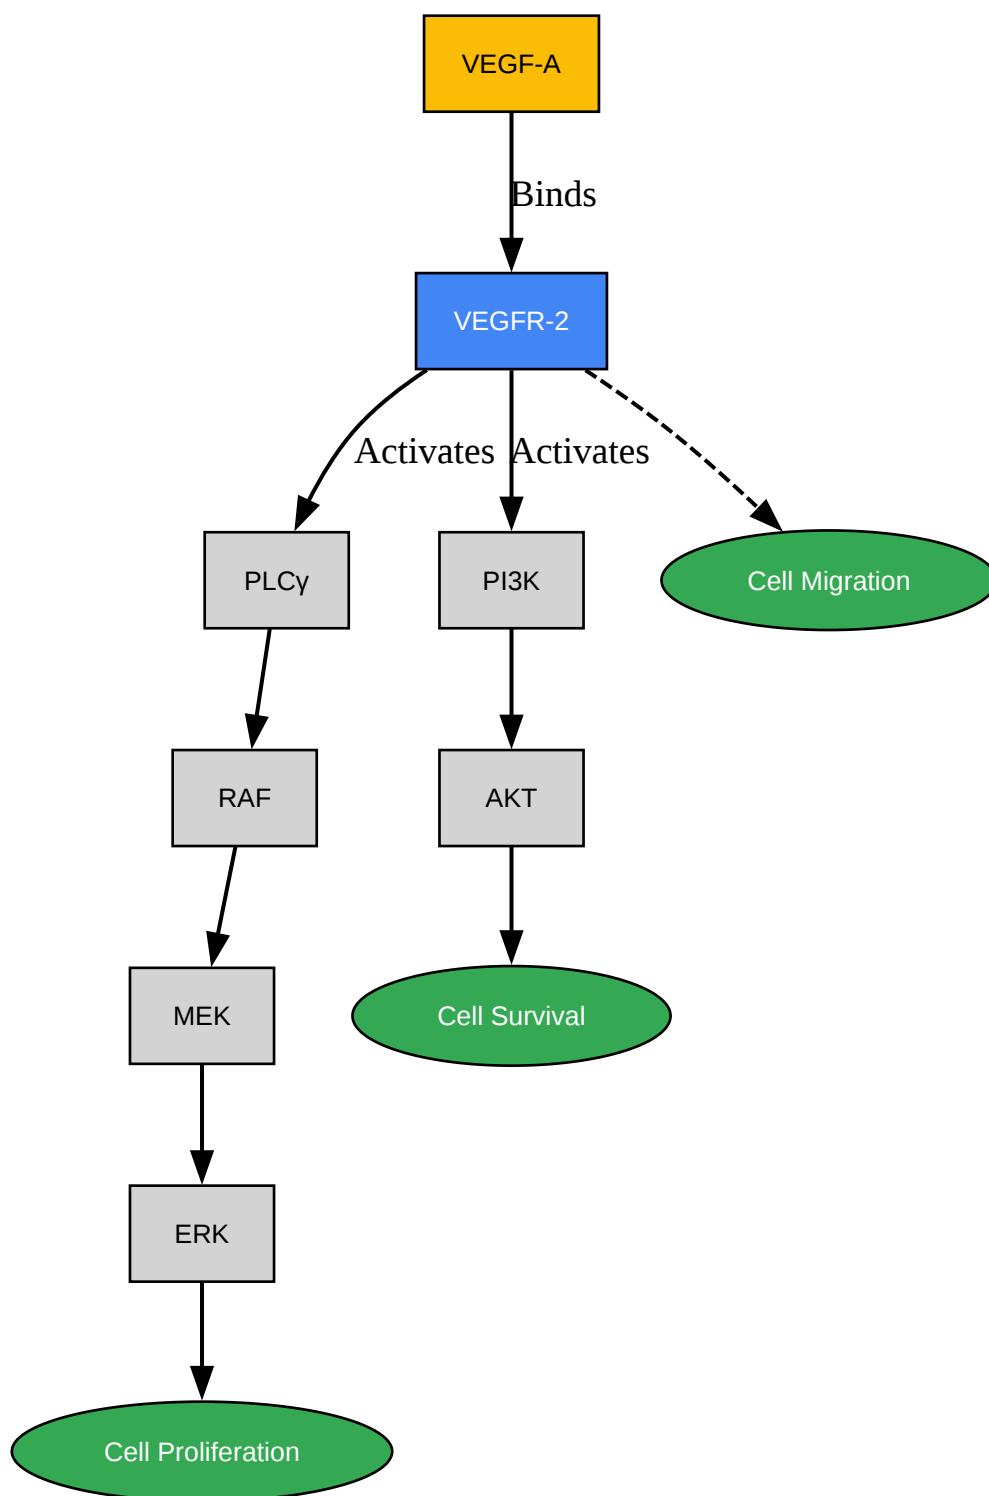 VEGF-A
Binds
VEGFR-2
Activates
Activates
PLCγ
PI3K
Cell Migration
RAF
AKT
MEK
Cell Survival
ERK
Cell Proliferation